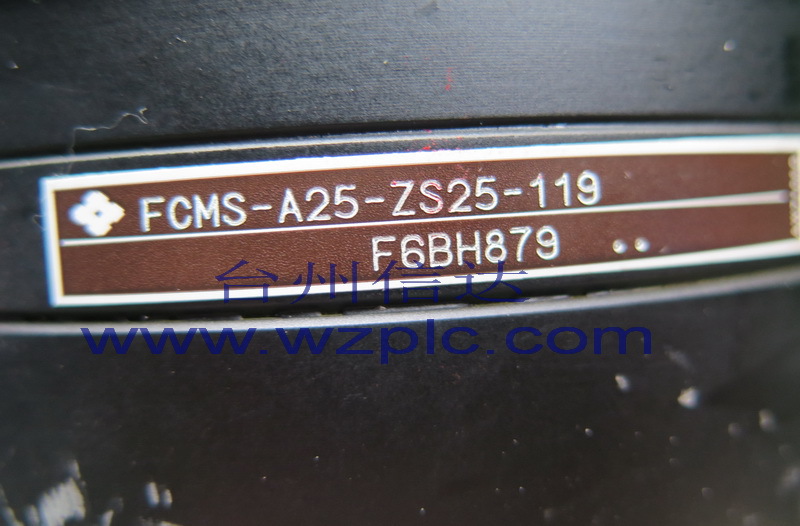 FCMS-A25-ZS25-119
F6BH879 ..
台州信达
www.wzplc.com